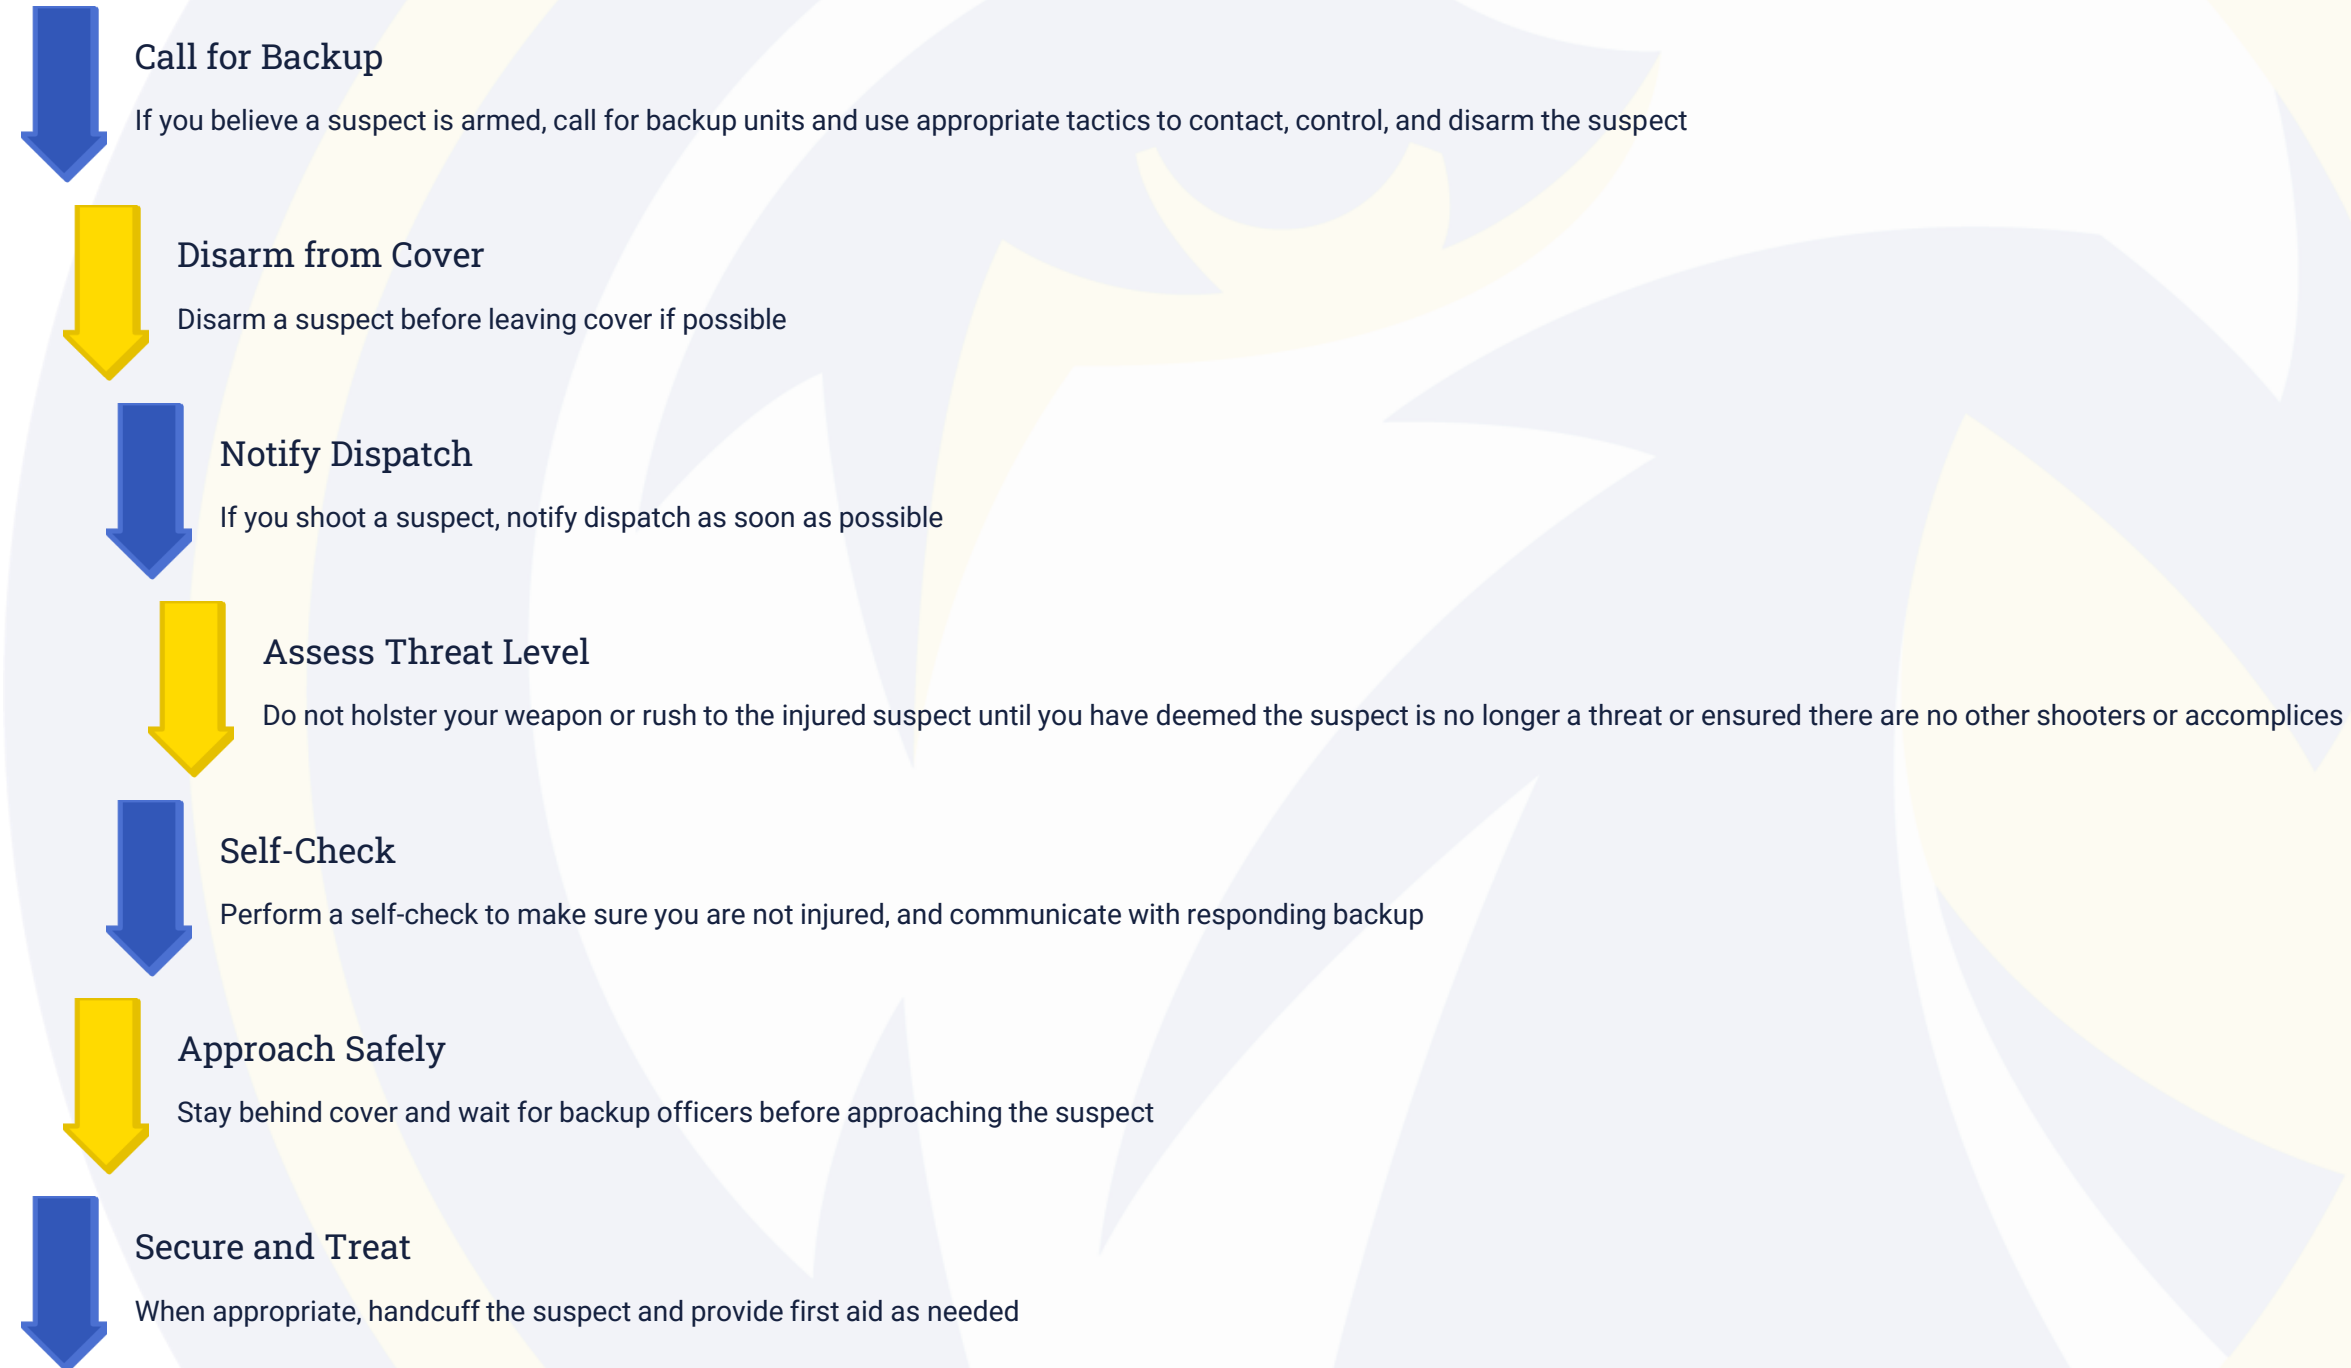 Call for Backup
If you believe a suspect is armed, call for backup units and use appropriate tactics to contact, control, and disarm the suspect
Disarm from Cover
Disarm a suspect before leaving cover if possible
Notify Dispatch
If you shoot a suspect, notify dispatch as soon as possible
Assess Threat Level
Do not holster your weapon or rush to the injured suspect until you have deemed the suspect is no longer a threat or ensured there are no other shooters or accomplices
Self-Check
Perform a self-check to make sure you are not injured, and communicate with responding backup
Approach Safely
Stay behind cover and wait for backup officers before approaching the suspect
Secure and Treat
When appropriate, handcuff the suspect and provide first aid as needed